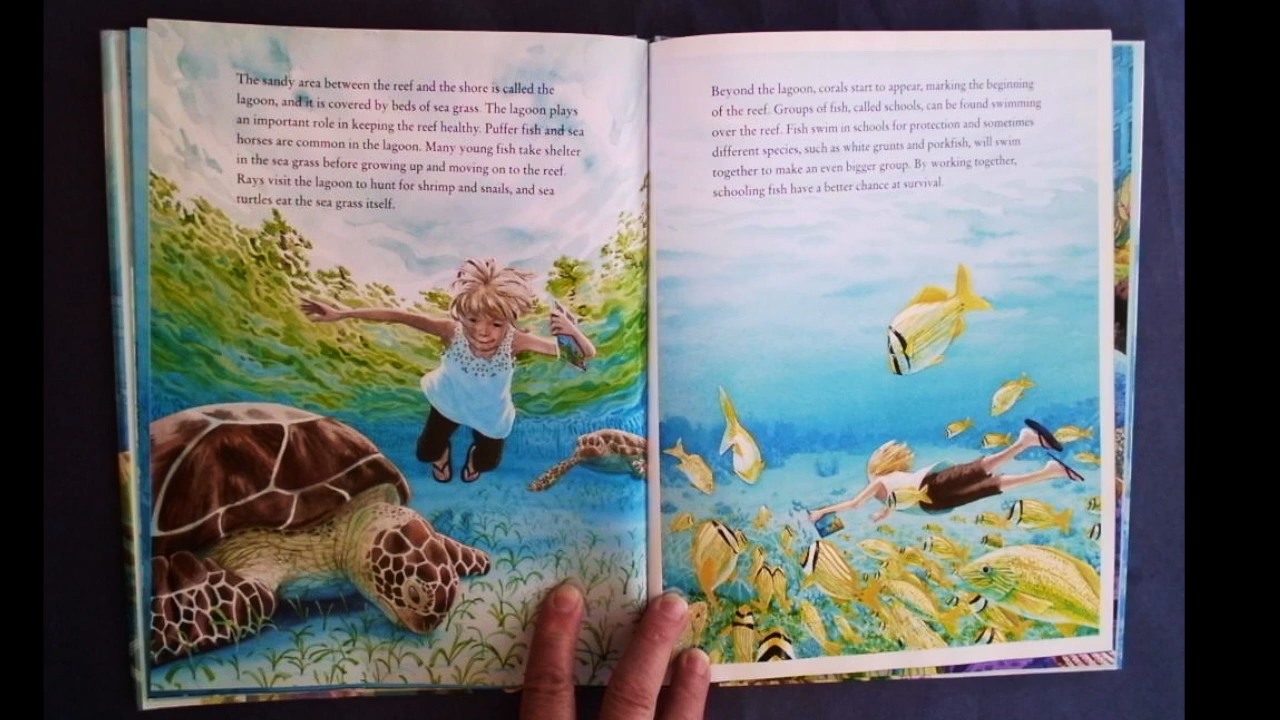 The sandy area between the reef and the shore is called the
lagoon, and it is covered by beds of sea grass. The lagoon plays
an important role in keeping the reef healthy. Puffer fish and sea
horses are common in the lagoon. Many young fish take shelter
in the sea grass before growing up and moving on to the reef.
Rays visit the lagoon to hunt for shrimp and snails, and sea
turtles eat the sea grass itself.
Beyond the lagoon, corals start to appear, marking the beginning
of the reef. Groups of fish, called schools, can be found swimming
over the reef. Fish swim in schools for protection and sometimes
different species, such as white grunts and porkfish, will swim
together to make an even bigger group. By working together,
schooling fish have a better chance at survival.